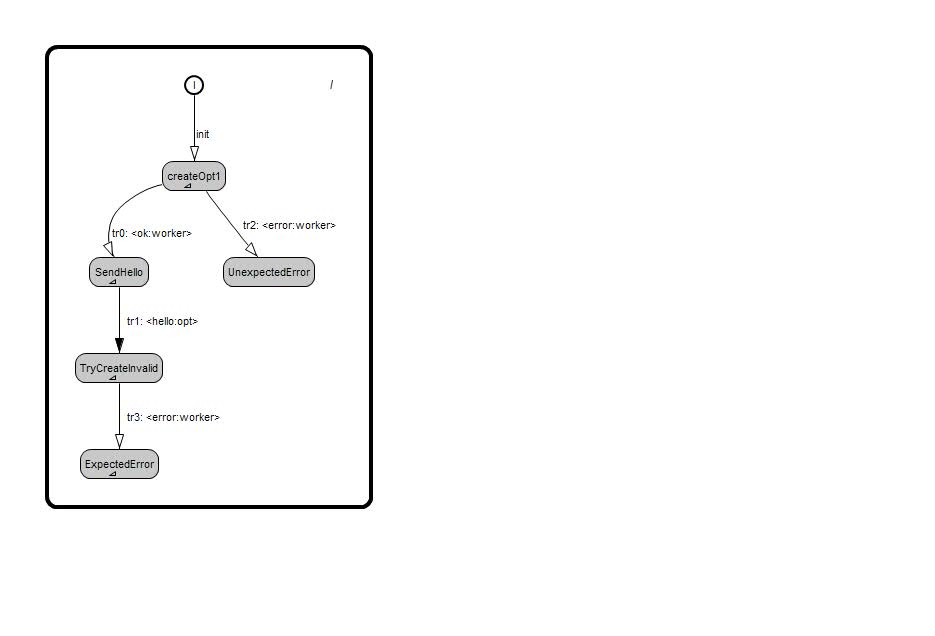 I
/
init
createOpt1
tr2: <error:worker>
tr0: <ok:worker>
SendHello
UnexpectedError
tr1: <hello:opt>
TryCreateInvalid
tr3: <error:worker>
ExpectedError